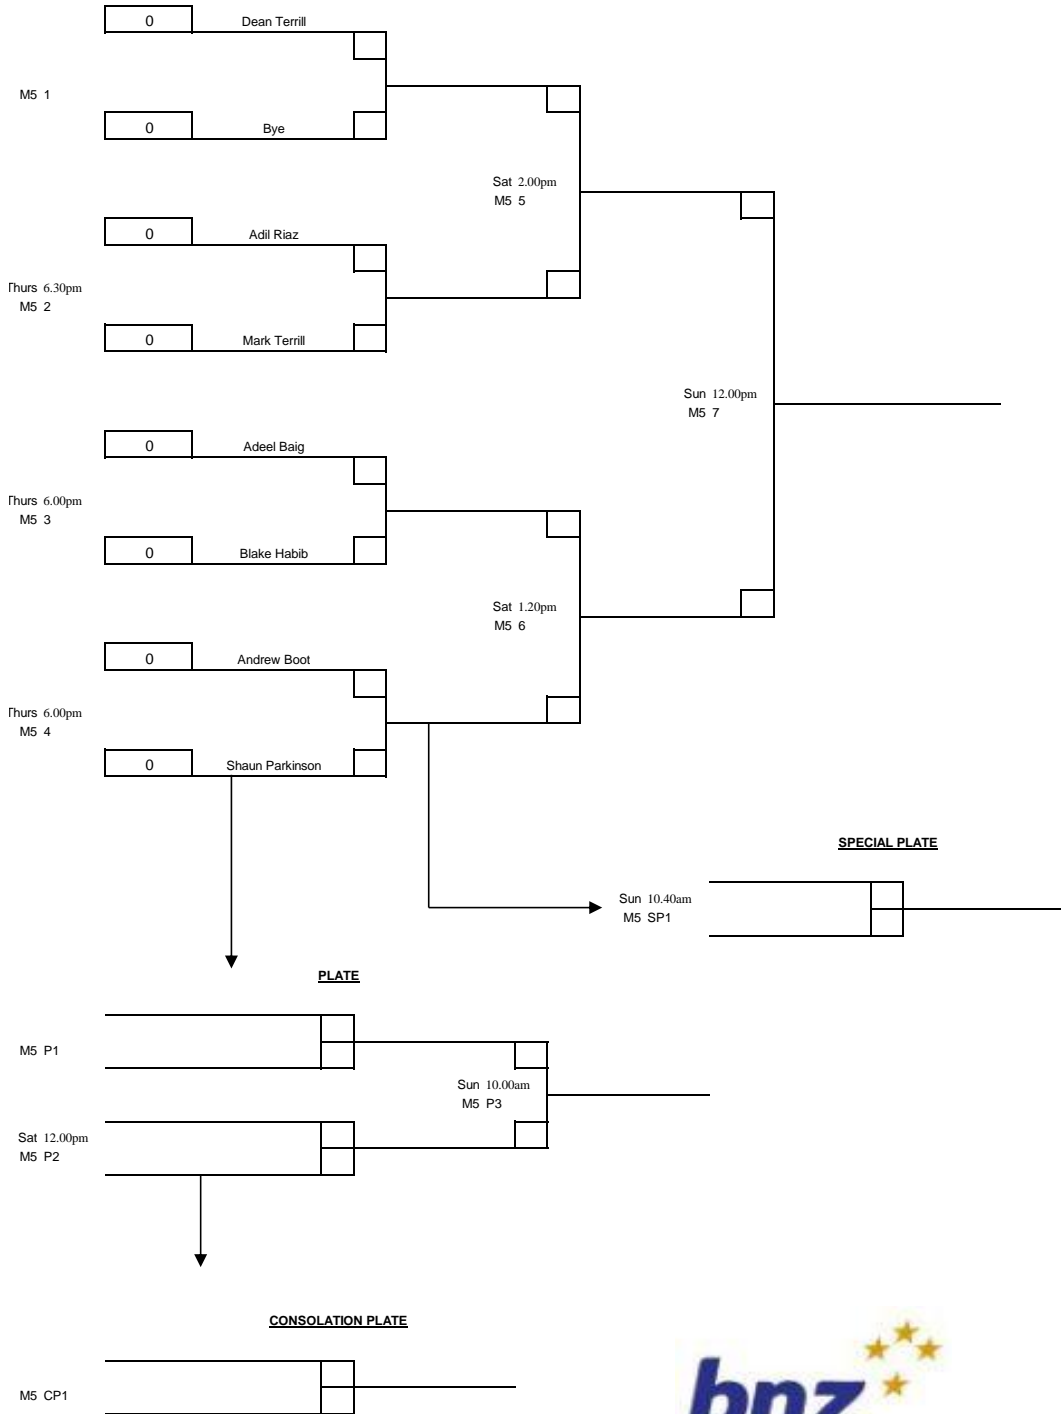 0 Dean Terrill
M5 1
0 Bye
Sat 2.00pm
M5 5
0 Adil Riaz
Thurs 6.30pm
M5 2
0 Mark Terrill
Sun 12.00pm
M5 7
0 Adeel Baig
Thurs 6.00pm
M5 3
0 Blake Habib
Sat 1.20pm
M5 6
0 Andrew Boot
Thurs 6.00pm
M5 4
0 Shaun Parkinson
SPECIAL PLATE
Sun 10.40am
M5 SP1
PLATE
M5 P1
Sun 10.00am
M5 P3
Sat 12.00pm
M5 P2
CONSOLATION PLATE
M5 CP1
bnz